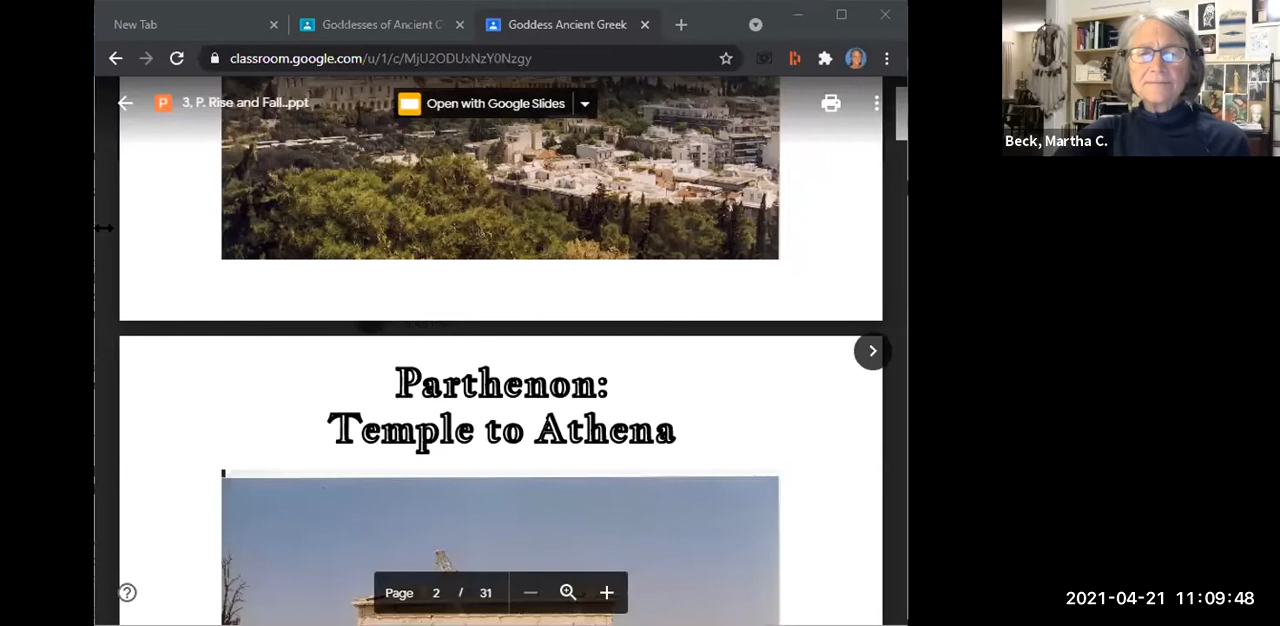 New Tab
Goddesses of Ancient C
Goddess Ancient Greek
classroom.google.com/u/1/c/MjU2ODUxNzY0Nzgy
P 3, P. Rise and Fall..ppt
Open with Google Slides
Beck, Martha C.
Parthenon:
Temple to Athena
Page 2 / 31
2021-04-21 11:09:48